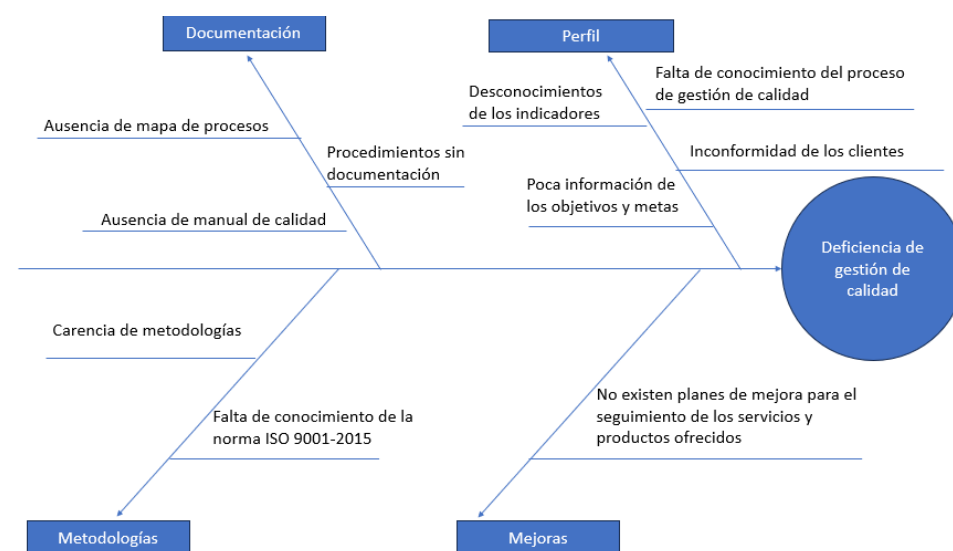 Documentación
Perfil
Falta de conocimiento del proceso
de gestión de calidad
Desconocimientos
de los indicadores
Ausencia de mapa de procesos
Procedimientos sin
documentación
Inconformidad de los clientes
Poca información de
los objetivos y metas
Ausencia de manual de calidad
Deficiencia de
gestión de
calidad
Carencia de metodologías
Falta de conocimiento de la
norma ISO 9001-2015
No existen planes de mejora para el
seguimiento de los servicios y
productos ofrecidos
Metodologías
Mejoras